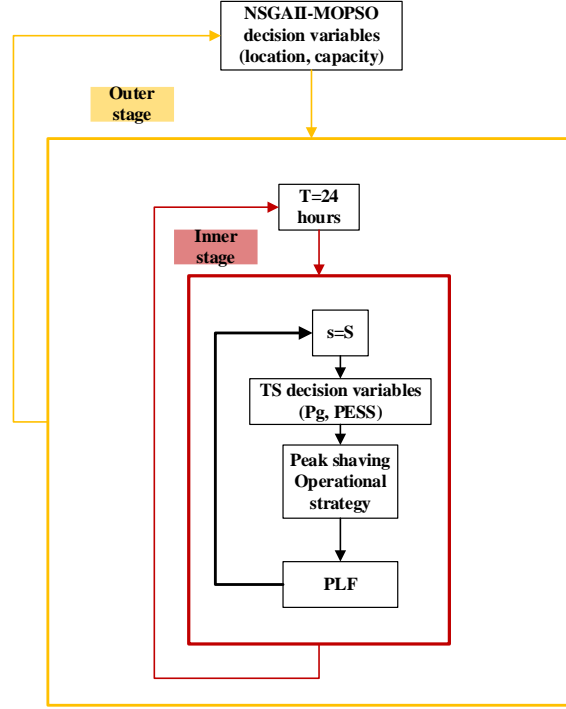 NSGAII-MOPSO
decision variables
(location, capacity)
Outer
stage
T=24
hours
Inner
stage
s=S
TS decision variables
(Pg, PESS)
Peak shaving
Operational
strategy
PLF